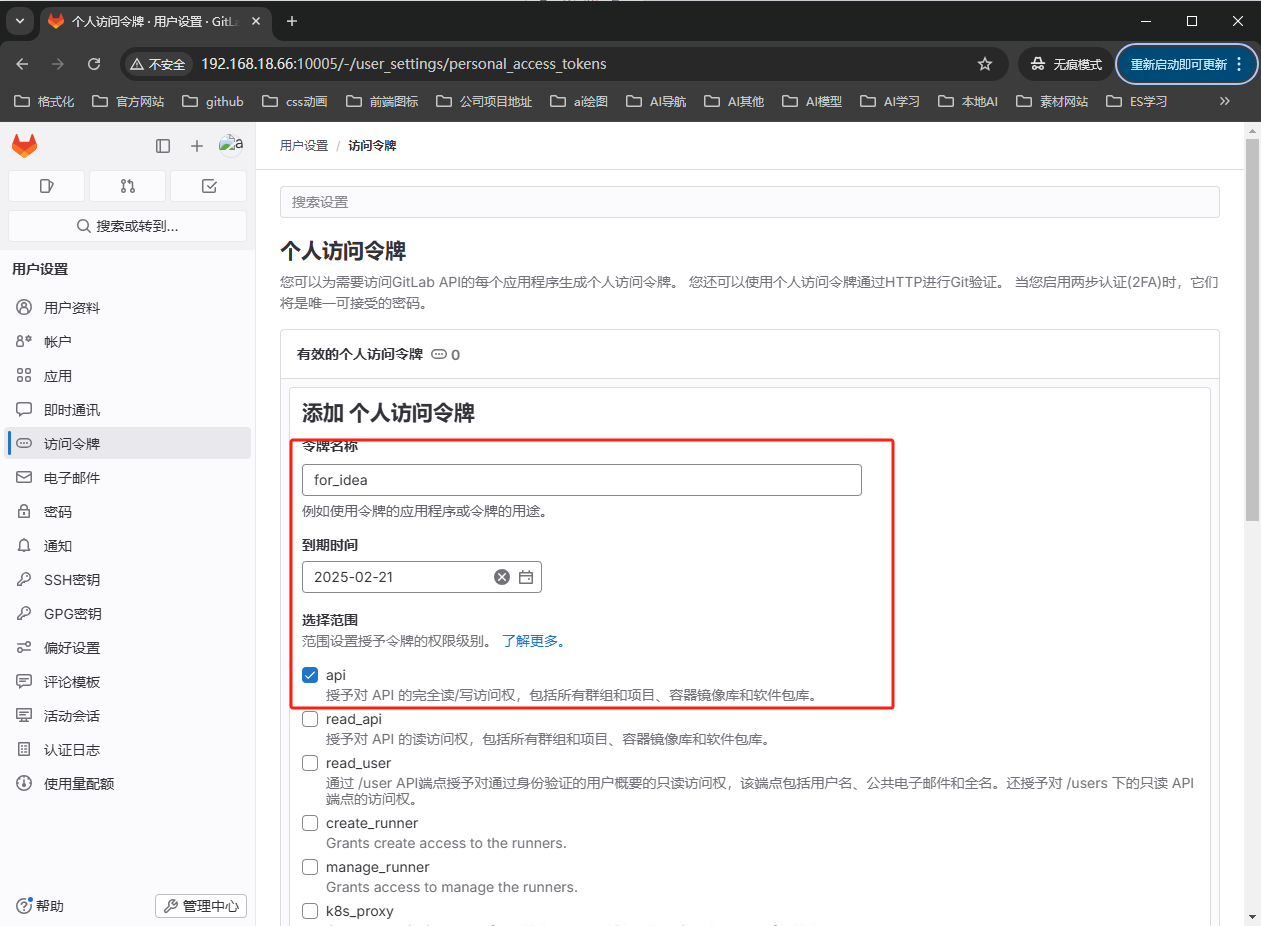 个人访问令牌 · 用户设置 · GitLa
不安全
192.168.18.66:10005/-/user_settings/personal_access_tokens
无痕模式
重新启动即可更新
格式化
官方网站
github
css动画
前端图标
公司项目地址
ai绘图
AI导航
AI其他
AI模型
AI学习
本地AI
素材网站
ES学习
a
用户设置 / 访问令牌
搜索或转到...
搜索设置
用户设置
用户资料
帐户
应用
即时通讯
访问令牌
电子邮件
密码
通知
SSH密钥
GPG密钥
偏好设置
评论模板
活动会话
认证日志
使用量配额
帮助
管理中心
个人访问令牌
您可以为需要访问GitLab API的每个应用程序生成个人访问令牌。 您还可以使用个人访问令牌通过HTTP进行Git验证。 当您启用两步认证(2FA)时，它们
将是唯一可接受的密码。
有效的个人访问令牌 0
添加 个人访问令牌
令牌名称
for_idea
例如使用令牌的应用程序或令牌的用途。
到期时间
2025-02-21
选择范围
范围设置授予令牌的权限级别。 了解更多。
api
授予对 API 的完全读/写访问权，包括所有群组和项目、容器镜像库和软件包库。
read_api
授予对 API 的读访问权，包括所有群组和项目、容器镜像库和软件包库。
read_user
通过 /user API端点授予对通过身份验证的用户概要的只读访问权，该端点包括用户名、公共电子邮件和全名。还授予对 /users 下的只读 API
端点的访问权。
create_runner
Grants create access to the runners.
manage_runner
Grants access to manage the runners.
k8s_proxy